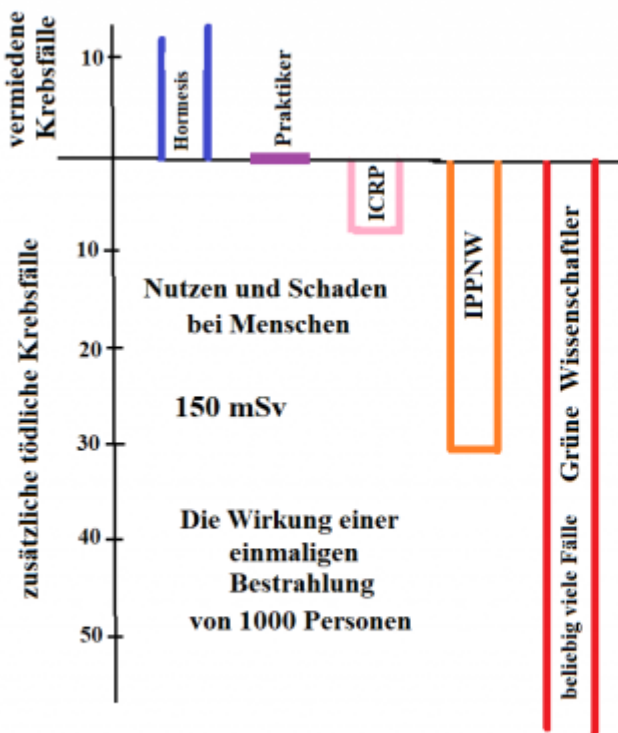 vermiedene
Krebsfälle
10
Hormesis
Praktiker
ICRP
IPPNW
Grüne Wissenschaftler
beliebig viele Fälle
zusätzliche tödliche Krebsfälle
10
20
30
40
50
Nutzen und Schaden
bei Menschen
150 mSv
Die Wirkung einer
einmaligen
Bestrahlung
von 1000 Personen